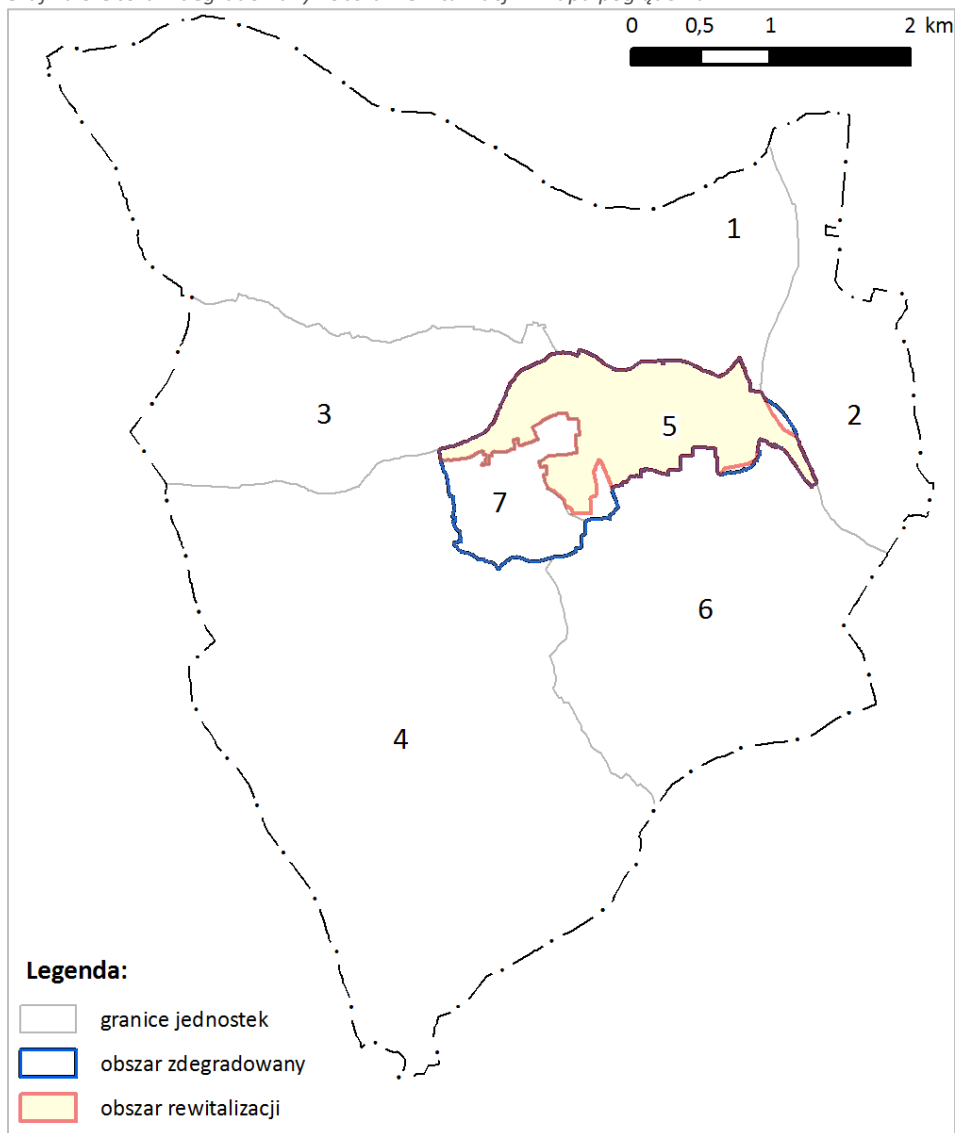 0 0,5 1 2 km
1
2
3
5
7
6
4
Legenda:
granice jednostek
obszar zdegradowany
obszar rewitalizacji